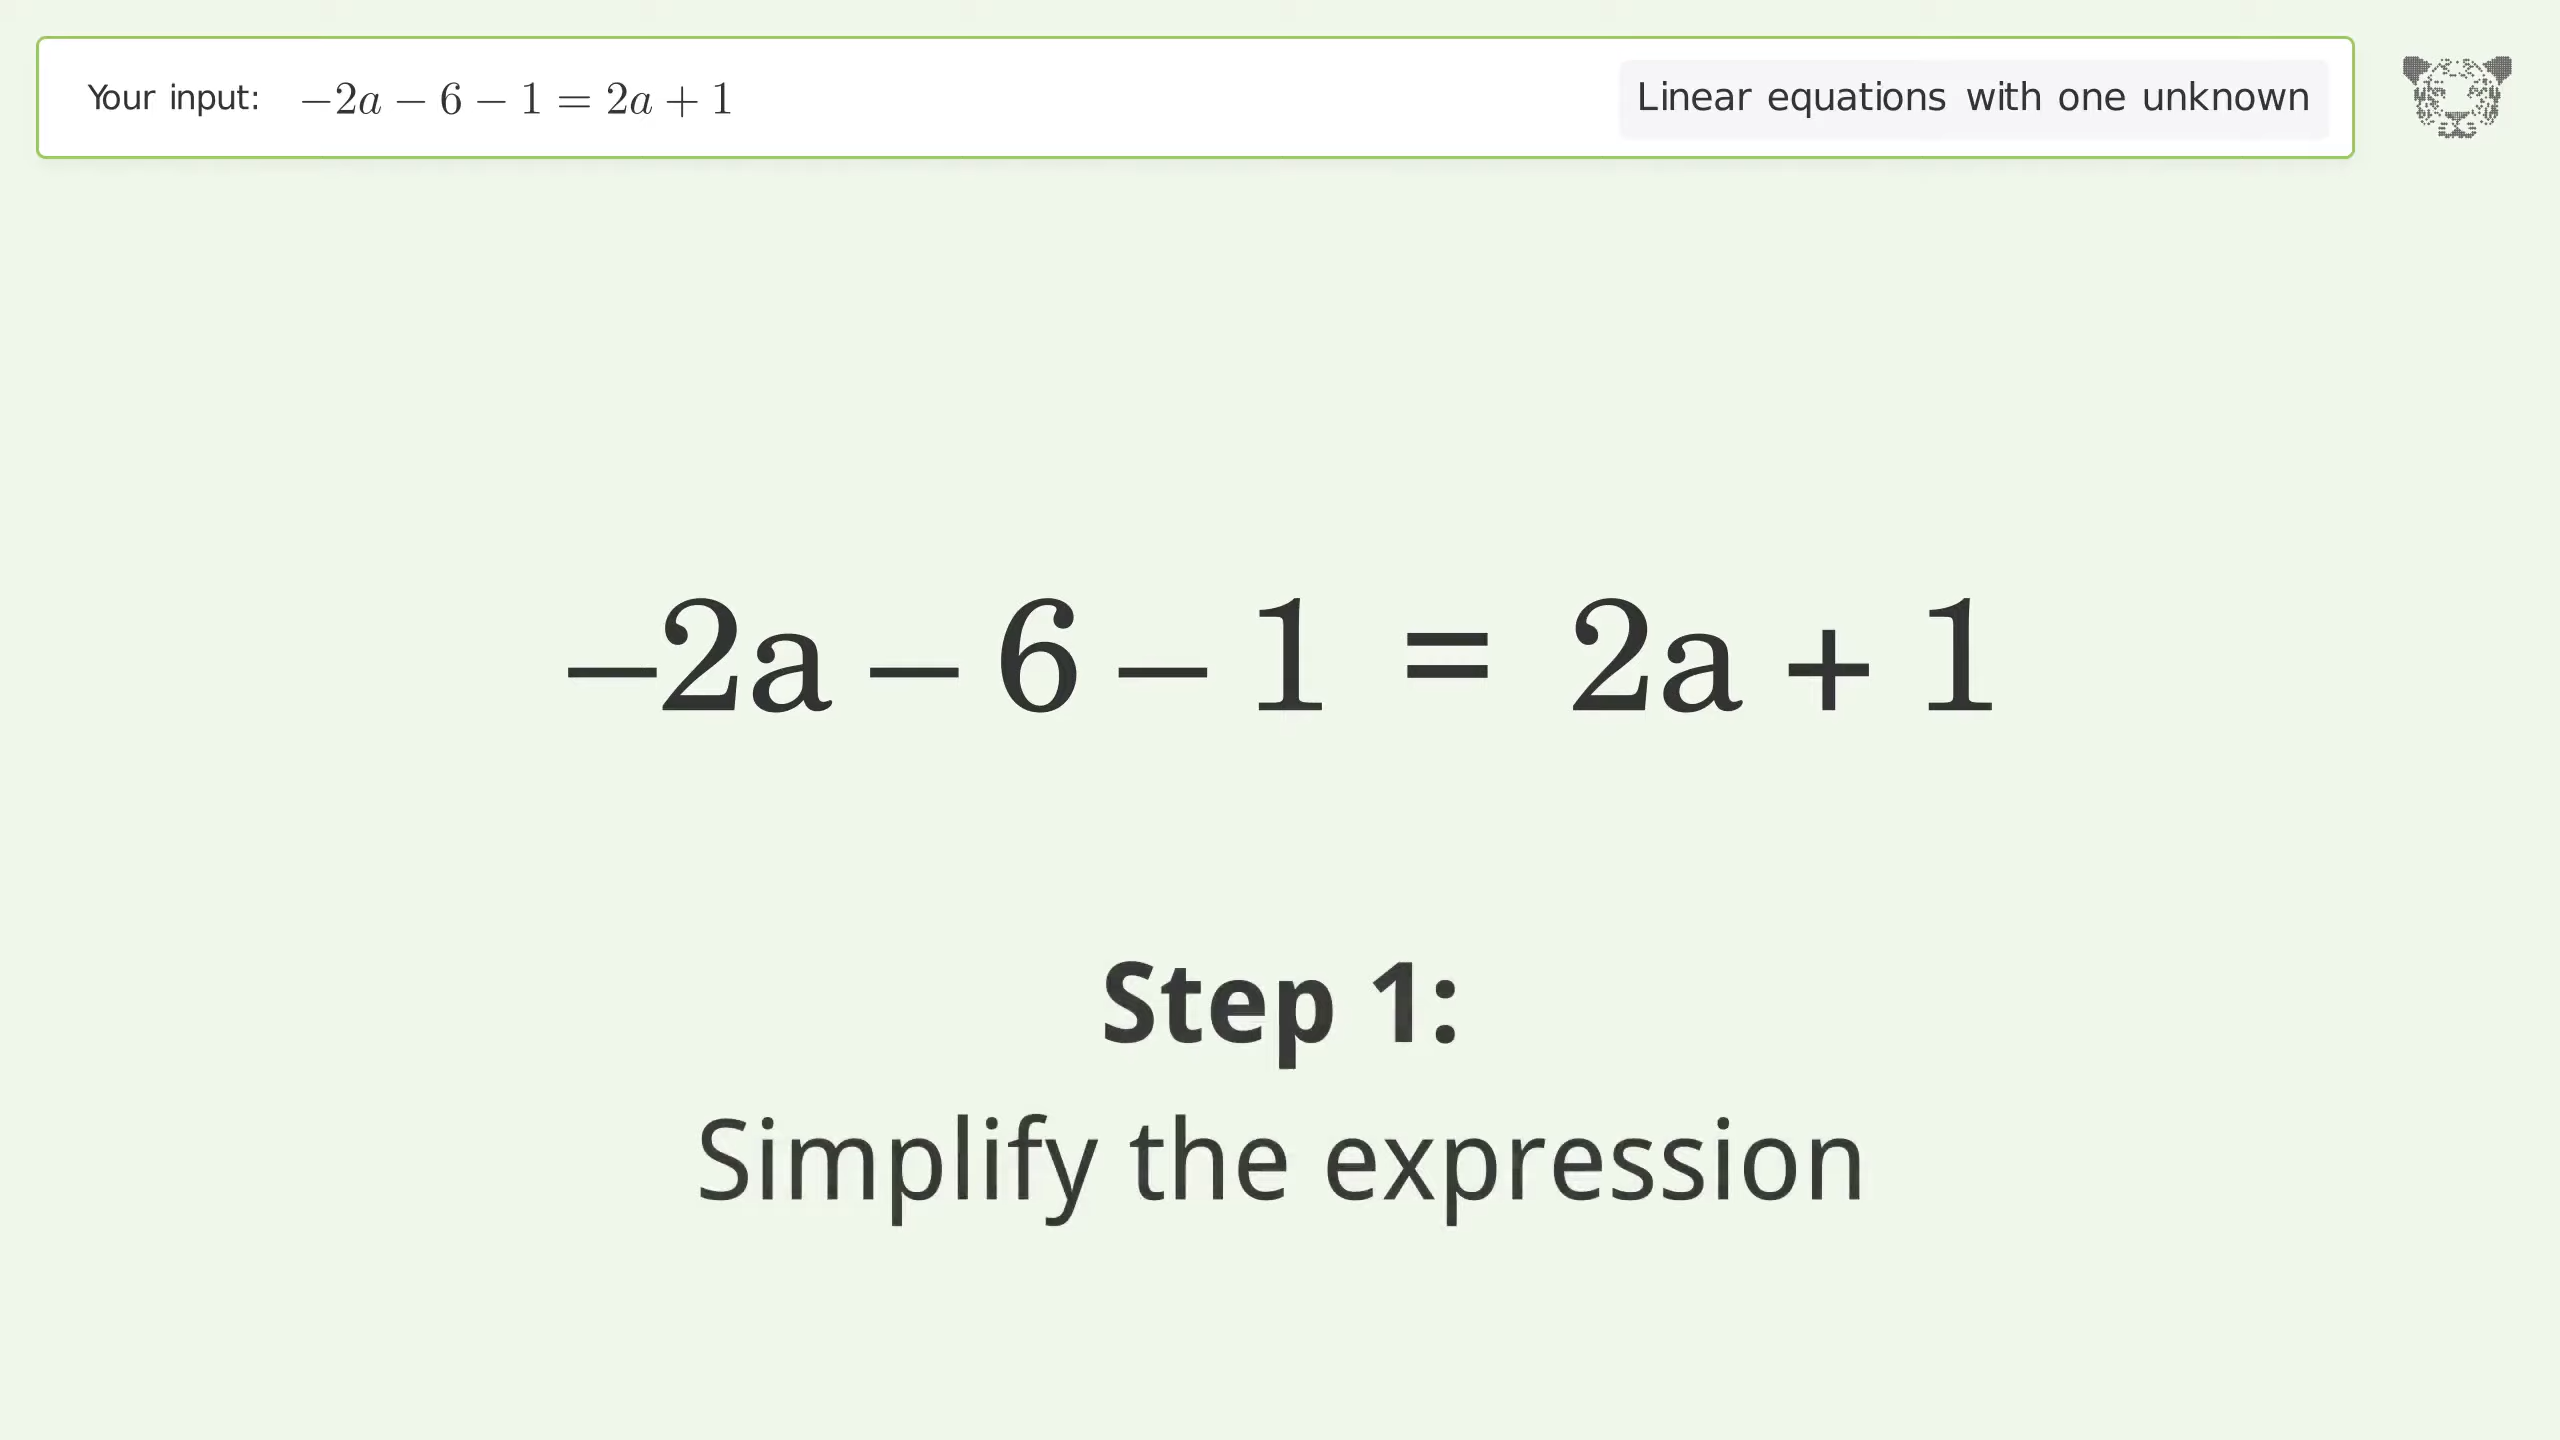 Your input: −2a − 6 − 1 = 2a + 1
Linear equations with one unknown
−2a − 6 − 1 = 2a + 1
Step 1:
Simplify the expression